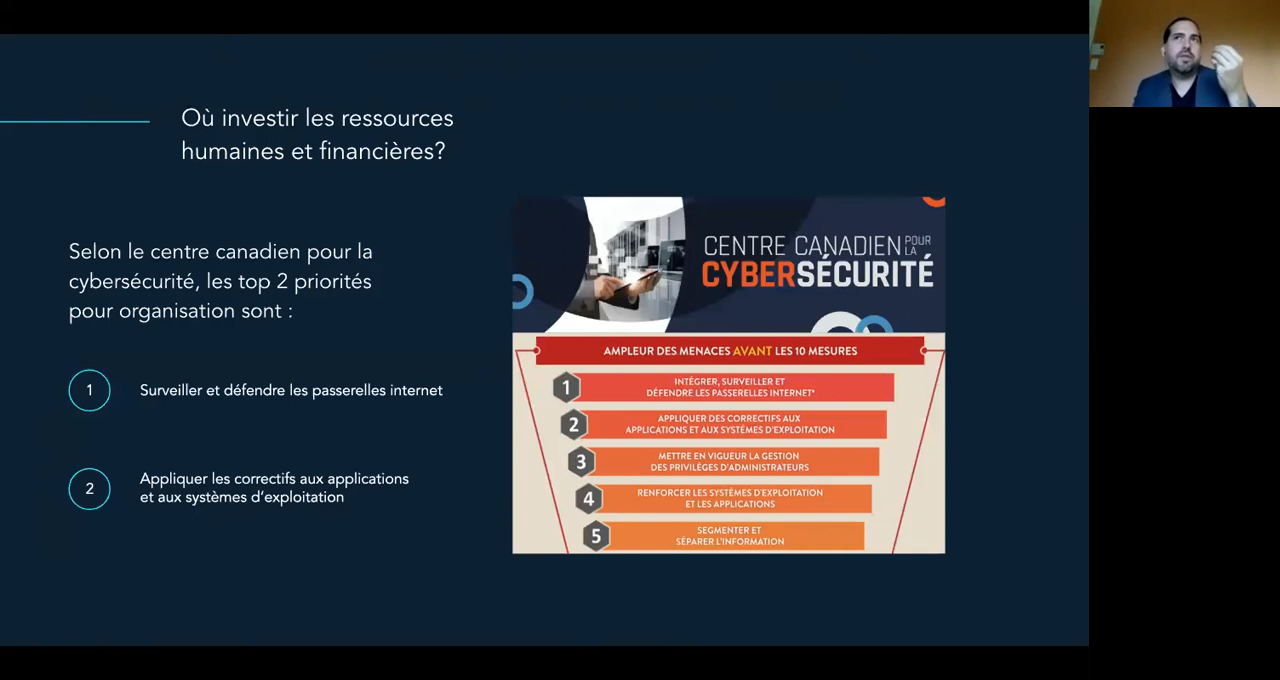 Où investir les ressources
humaines et financières?
Selon le centre canadien pour la
cybersécurité, les top 2 priorités
pour organisation sont :
1
Surveiller et défendre les passerelles internet
2
Appliquer les correctifs aux applications
et aux systèmes d'exploitation
CENTRE CANADIEN POUR LA
CYBERSÉCURITÉ
AMPLEUR DES MENACES AVANT LES 10 MESURES
1
INTÉGRER, SURVEILLER ET
DÉFENDRE LES PASSERELLES INTERNET*
2
APPLIQUER DES CORRECTIFS AUX
APPLICATIONS ET AUX SYSTÈMES D'EXPLOITATION
3
METTRE EN VIGUEUR LA GESTION
DES PRIVILÈGES D'ADMINISTRATEURS
4
RENFORCER LES SYSTÈMES D'EXPLOITATION
ET LES APPLICATIONS
5
SEGMENTER ET
SÉPARER L'INFORMATION